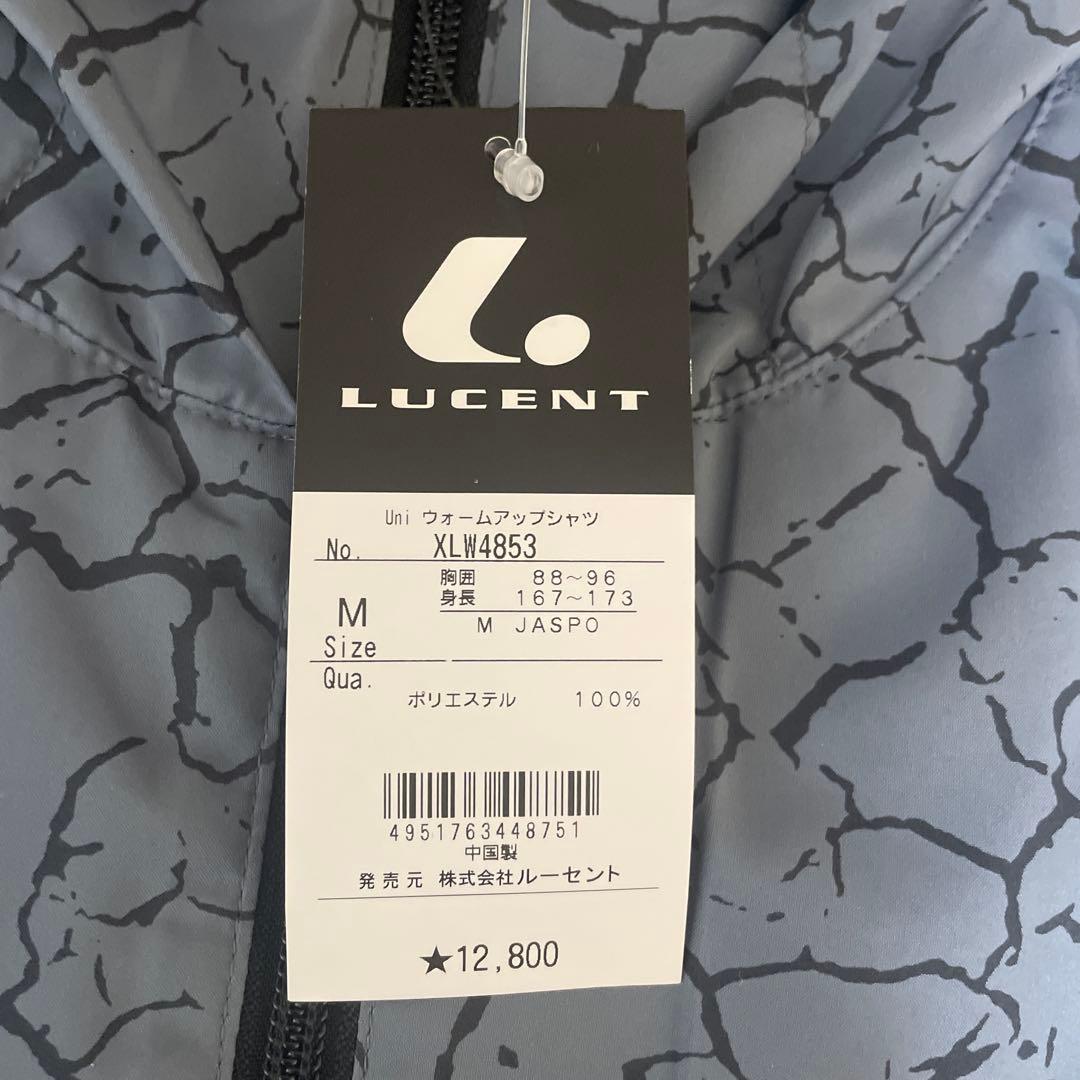 LUCENT
Uni ウォームアップシャツ
No. XLW4853
胸囲 88～96
身長 167～173
M
Size
M JASPO
Qua.
ポリエステル 100%
4951763448751
中国製
発売元 株式会社ルーセント
★12,800